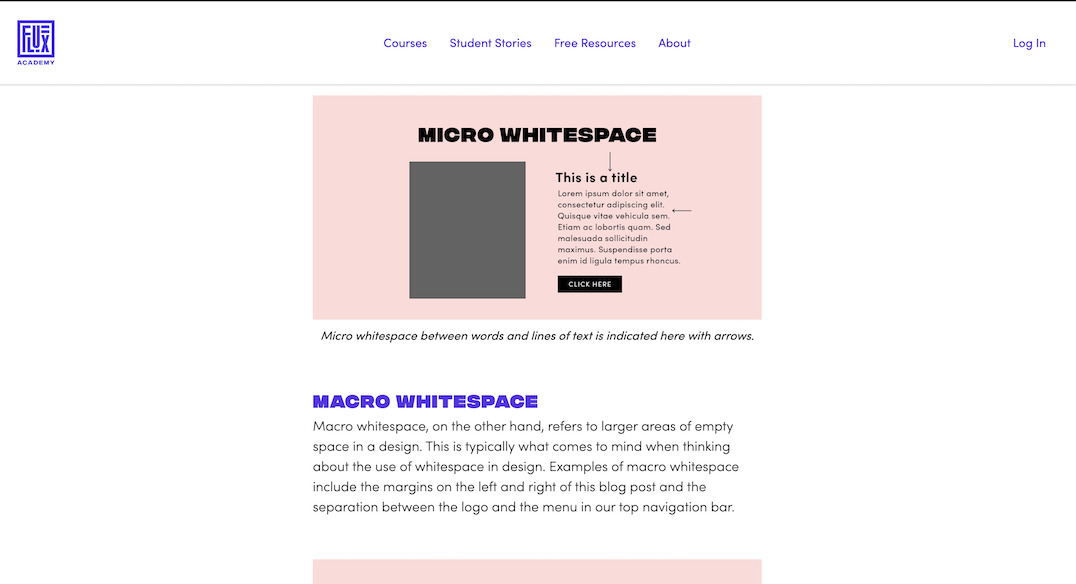 FLUX
ACADEMY
Courses Student Stories Free Resources About
Log In
MICRO WHITESPACE
This is a title
Lorem ipsum dolor sit amet,
consectetur adipiscing elit.
Quisque vitae vehicula sem.
Etiam ac lobortis quam. Sed
malesuada sollicitudin
maximus. Suspendisse porta
enim id ligula tempus rhoncus.
CLICK HERE
Micro whitespace between words and lines of text is indicated here with arrows.
MACRO WHITESPACE
Macro whitespace, on the other hand, refers to larger areas of empty
space in a design. This is typically what comes to mind when thinking
about the use of whitespace in design. Examples of macro whitespace
include the margins on the left and right of this blog post and the
separation between the logo and the menu in our top navigation bar.